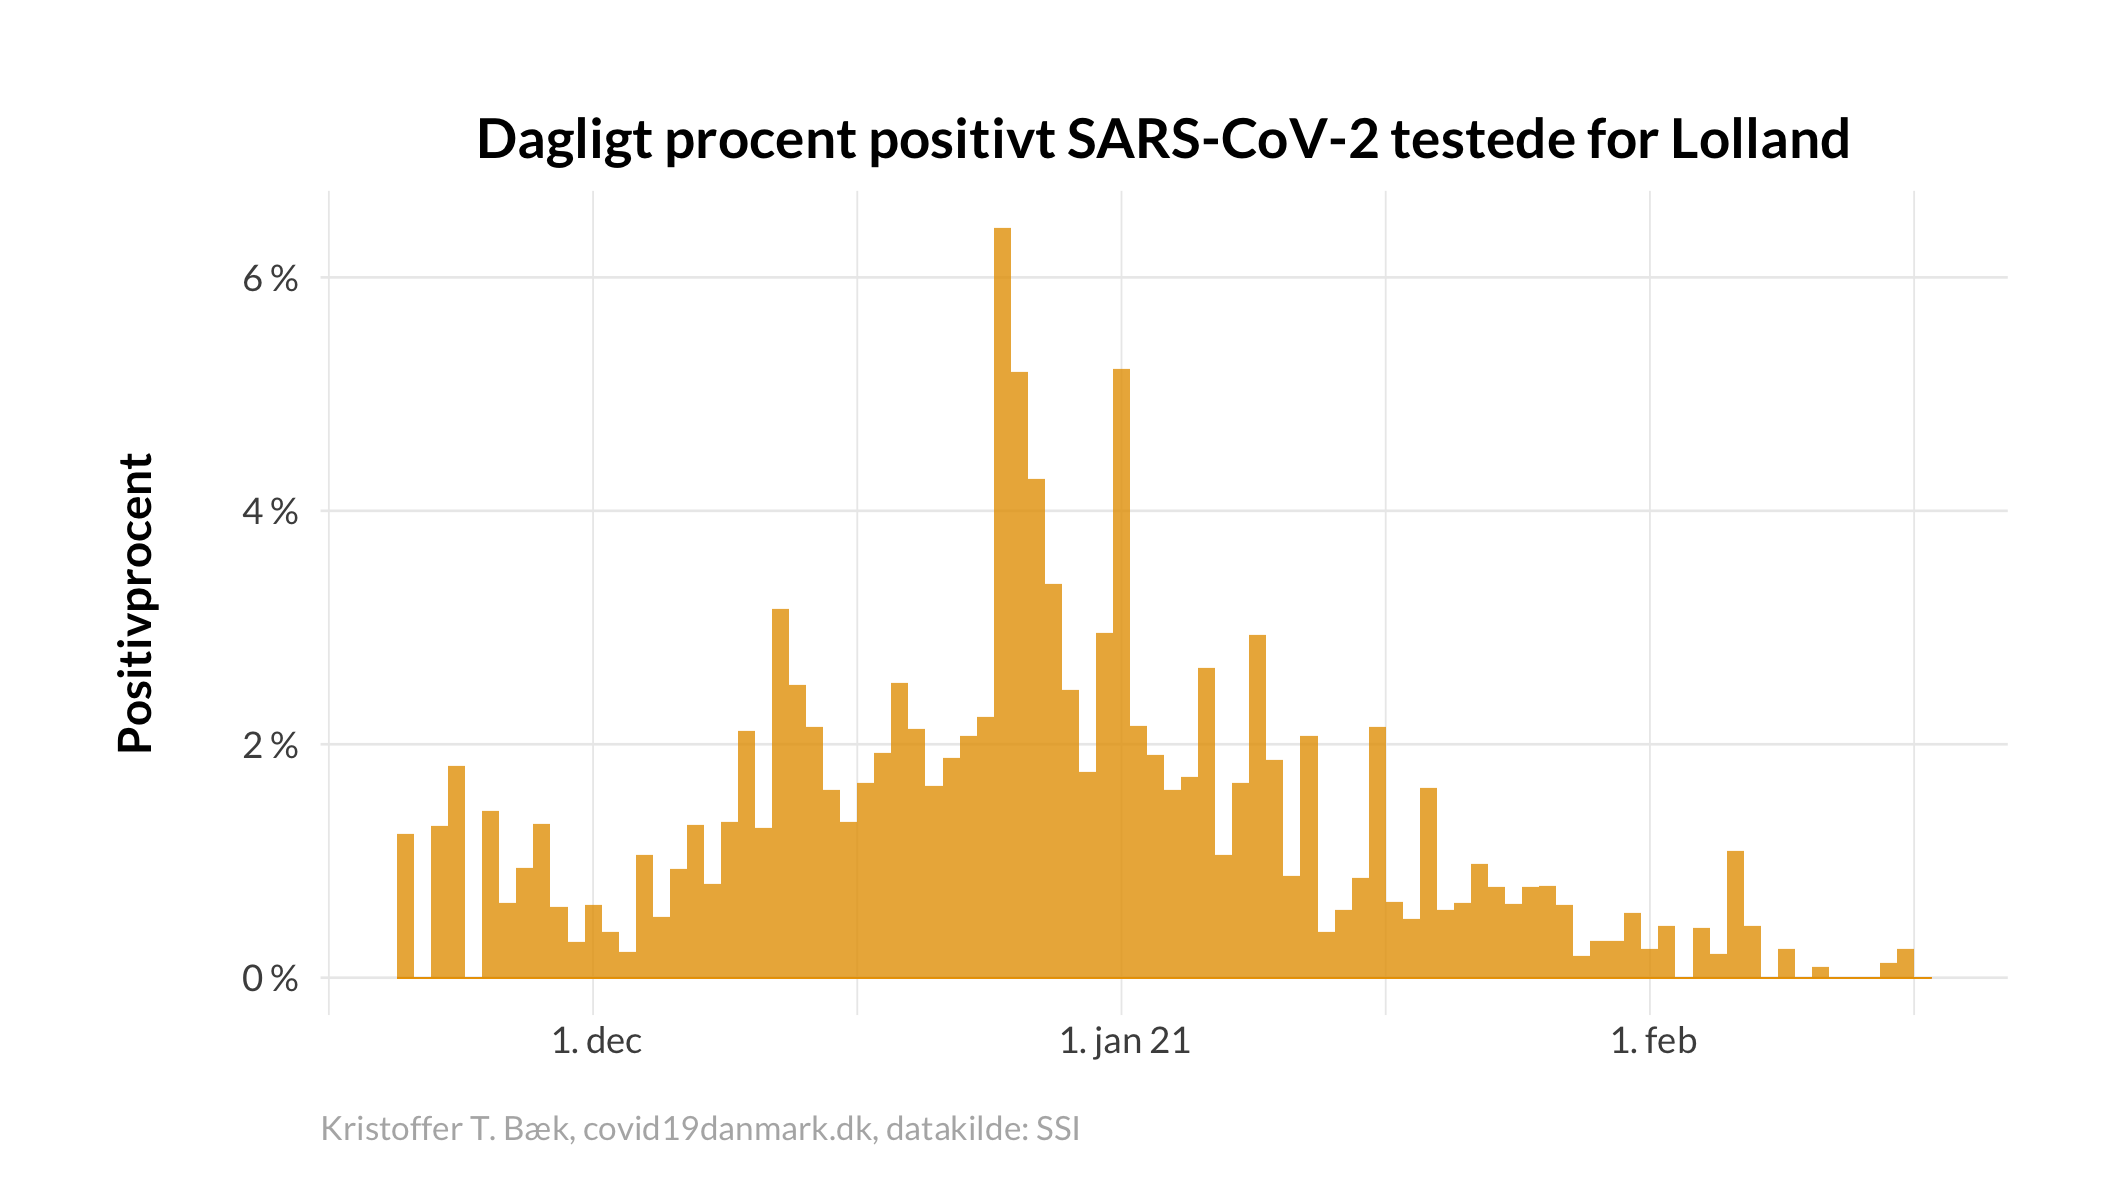 Dagligt procent positivt SARS-CoV-2 testede for Lolland
Positivprocent
6 %
4 %
2 %
0 %
1. dec
1. jan 21
1. feb
Kristoffer T. Bæk, covid19danmark.dk, datakilde: SSI